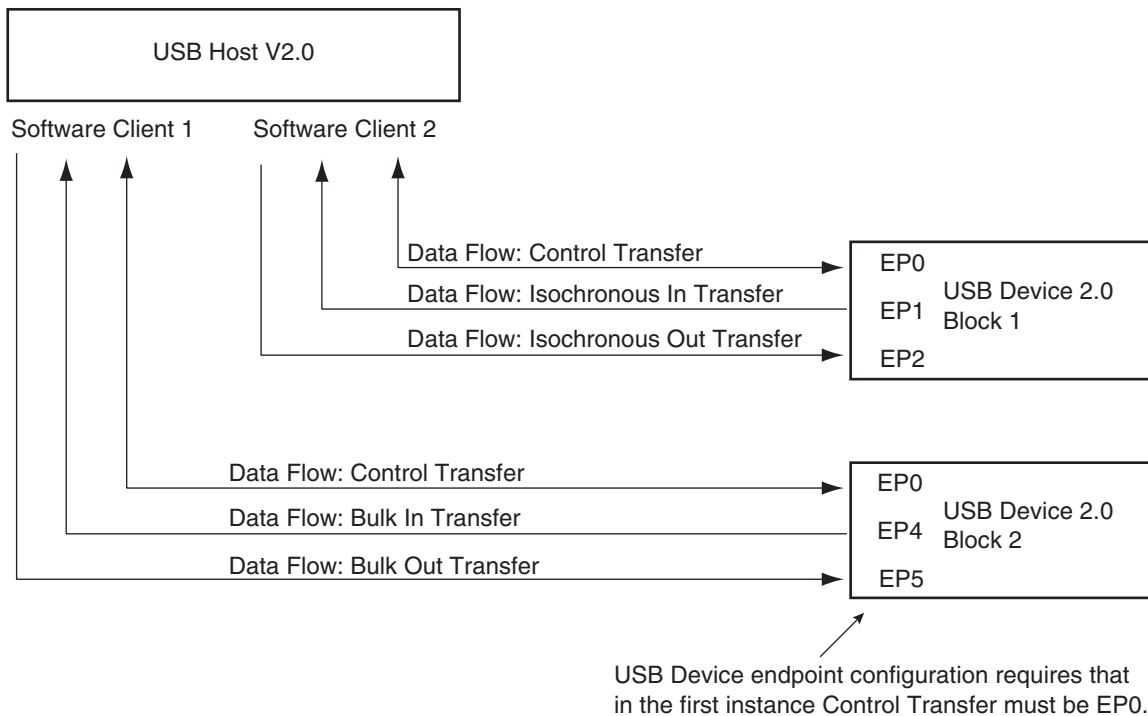 USB Host V2.0
Software Client 1
Software Client 2
Data Flow: Control Transfer
Data Flow: Isochronous In Transfer
Data Flow: Isochronous Out Transfer
EP0
EP1
EP2
USB Device 2.0
Block 1
Data Flow: Control Transfer
Data Flow: Bulk In Transfer
Data Flow: Bulk Out Transfer
EP0
EP4
EP5
USB Device 2.0
Block 2
USB Device endpoint configuration requires that
in the first instance Control Transfer must be EP0.